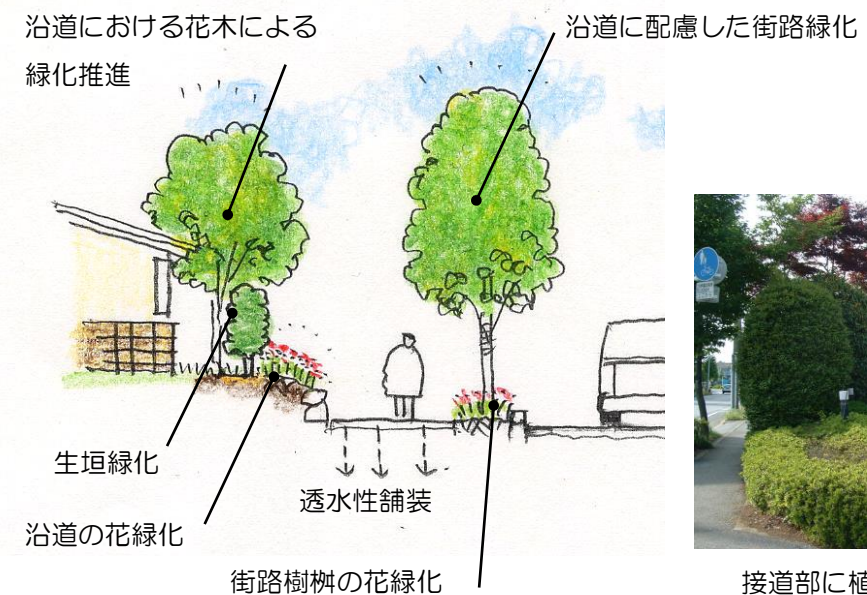 沿道における花木による
緑化推進
沿道に配慮した街路緑化
生垣緑化
透水性舗装
沿道の花緑化
街路樹桝の花緑化
接道部に植